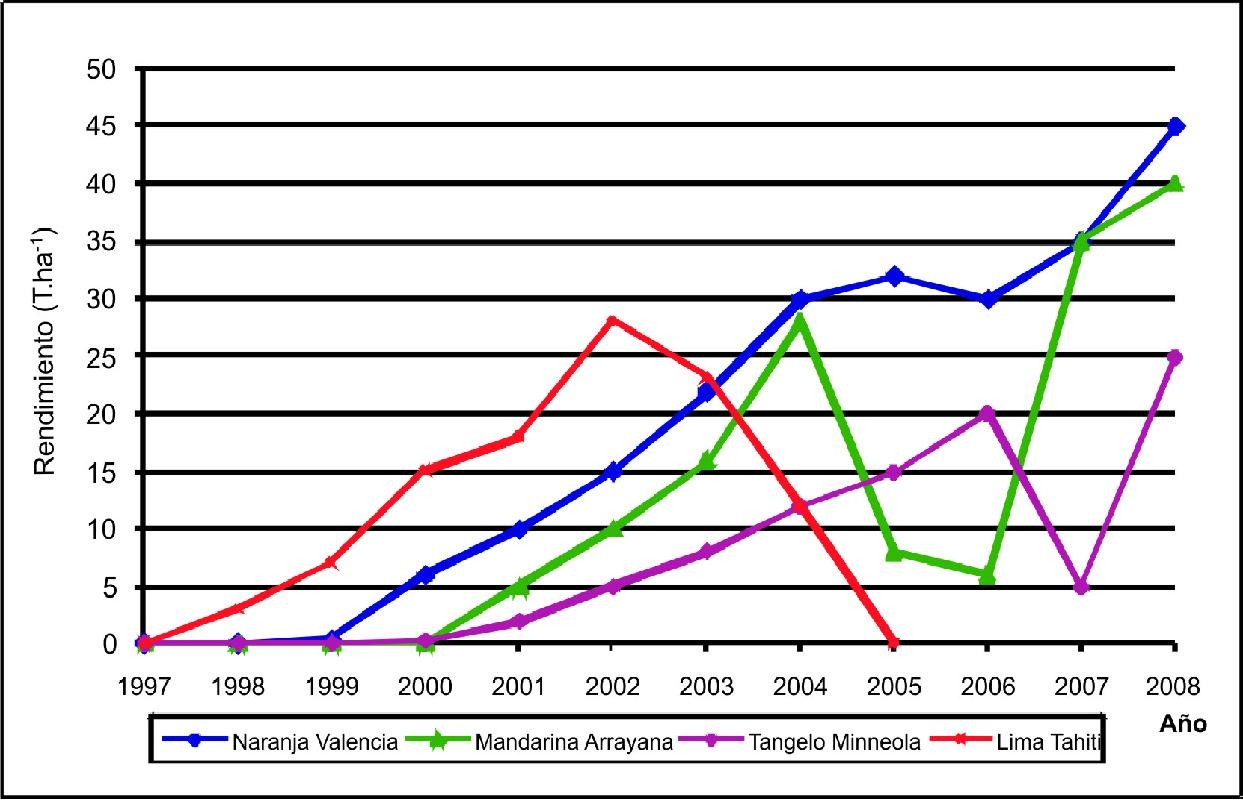 50
45
40
35
30
25
20
15
10
5
0
Rendimiento (T.ha-1)
1997 1998 1999 2000 2001 2002 2003 2004 2005 2006 2007 2008
Año
Naranja Valencia Mandarina Arrayana Tangelo Minneola Lima Tahiti